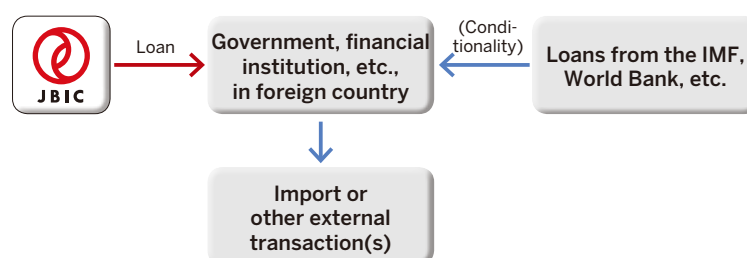 JBIC
Loan
Government, financial
institution, etc.,
in foreign country
(Condi-
tionality)
Loans from the IMF,
World Bank, etc.
Import or
other external
transaction(s)